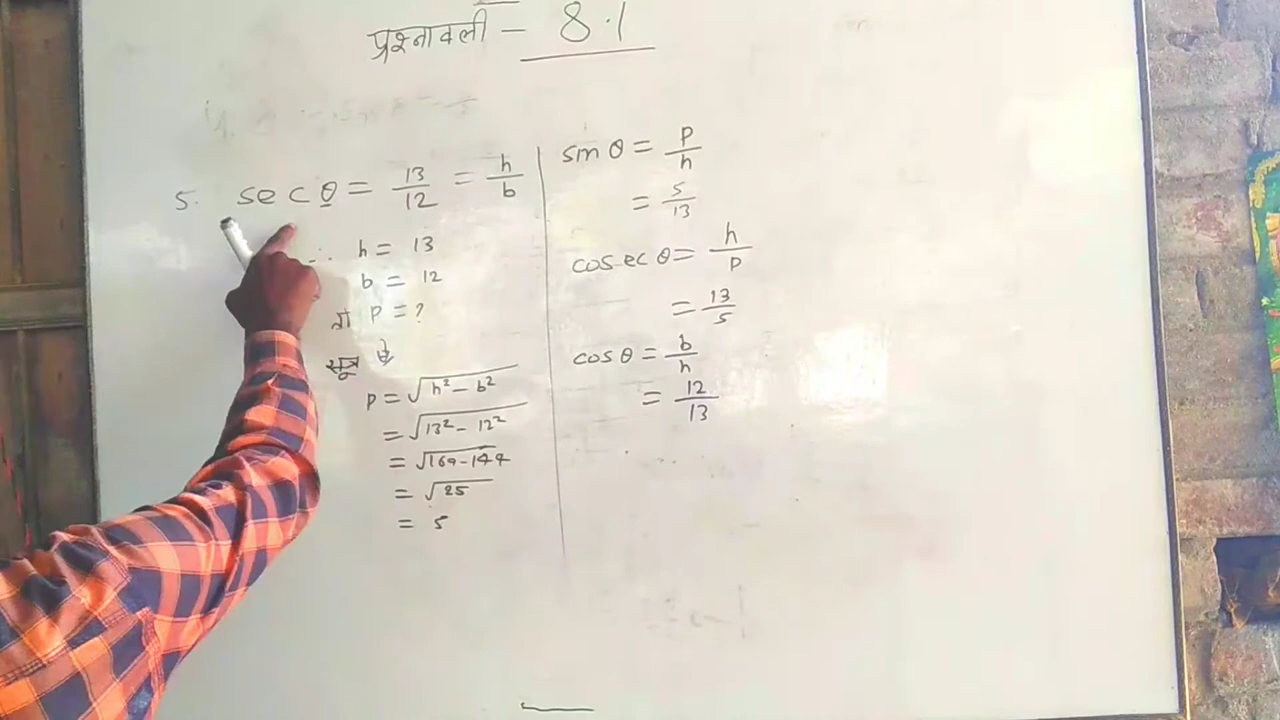 प्रश्नावली - 8.1
5. sec θ = 13/12 = h/b
∴ h = 13
b = 12
तो p = ?
सूत्र से
p = √h² - b²
= √13² - 12²
= √169-144
= √25
= 5
sin θ = p/h
= 5/13
cosec θ = h/p
= 13/5
cos θ = b/h
= 12/13